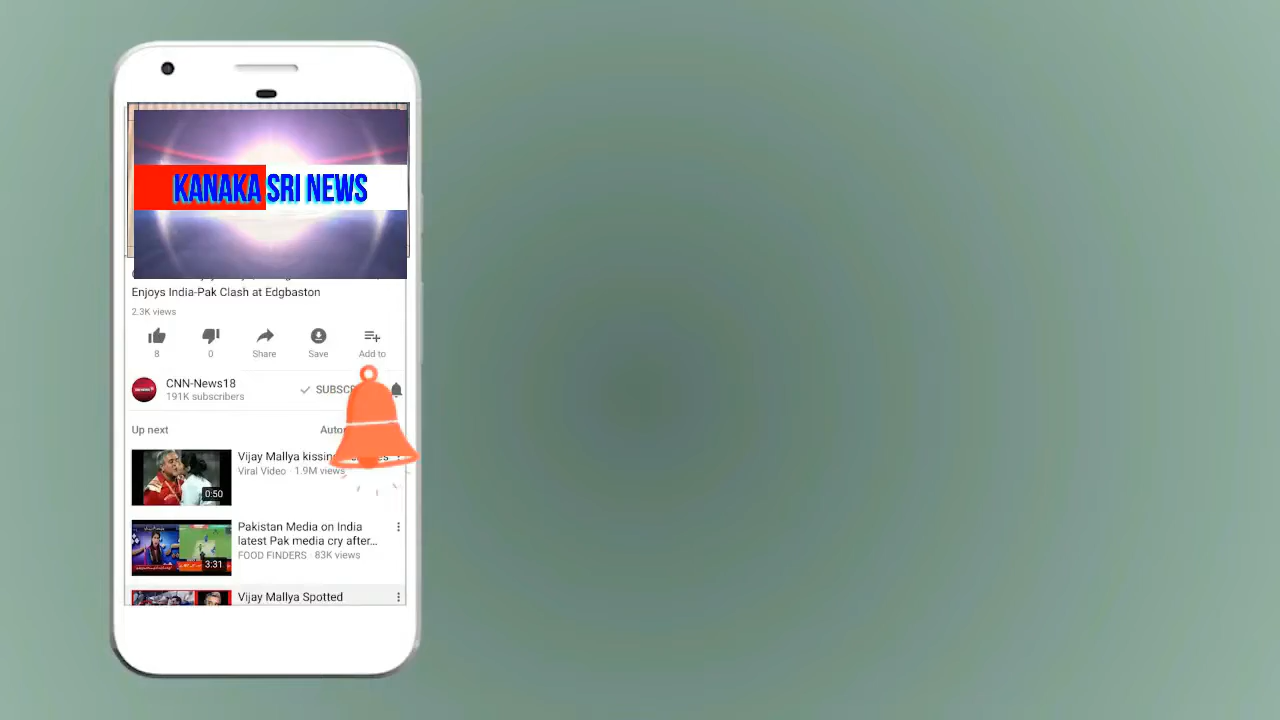 KANAKA SRI NEWS
Enjoys India-Pak Clash at Edgbaston
2.3K views
8
0
Share
Save
Add to
CNN-News18
191K subscribers
Up next
Vijay Mallya
Viral Video · 1.9M views
0:50
Pakistan Media on India
latest Pak media cry after...
FOOD FINDERS · 83K views
3:31
Vijay Mallya Spotted